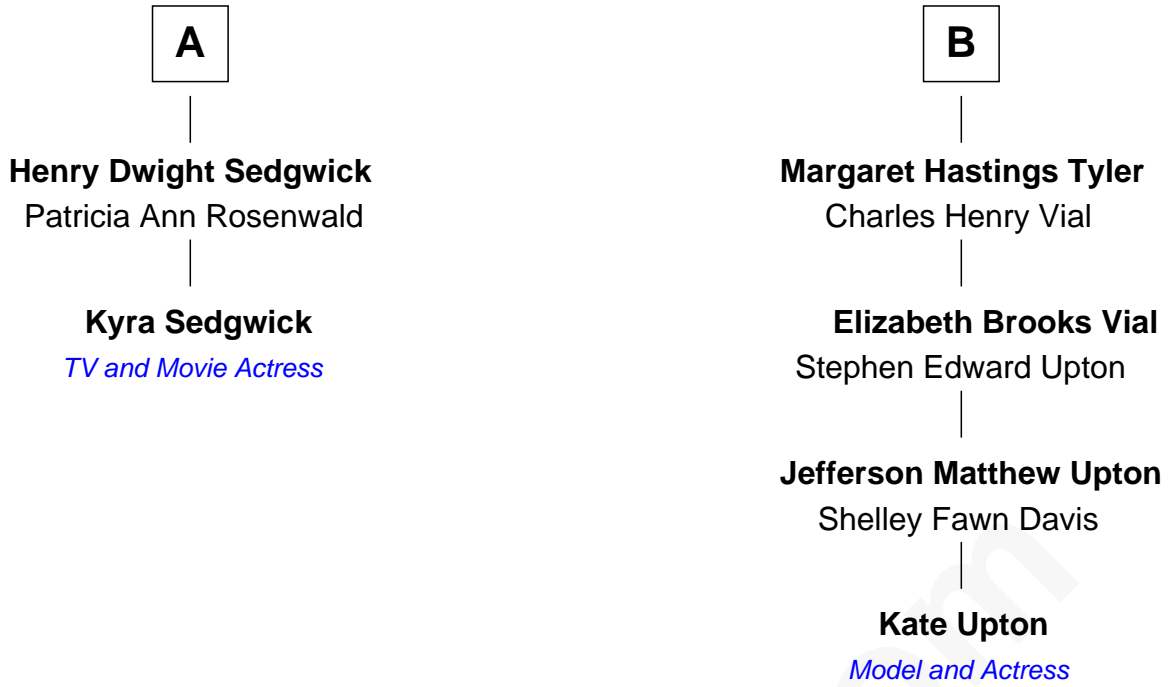 A
Henry Dwight Sedgwick
Patricia Ann Rosenwald
Kyra Sedgwick
TV and Movie Actress
B
Margaret Hastings Tyler
Charles Henry Vial
Elizabeth Brooks Vial
Stephen Edward Upton
Jefferson Matthew Upton
Shelley Fawn Davis
Kate Upton
Model and Actress